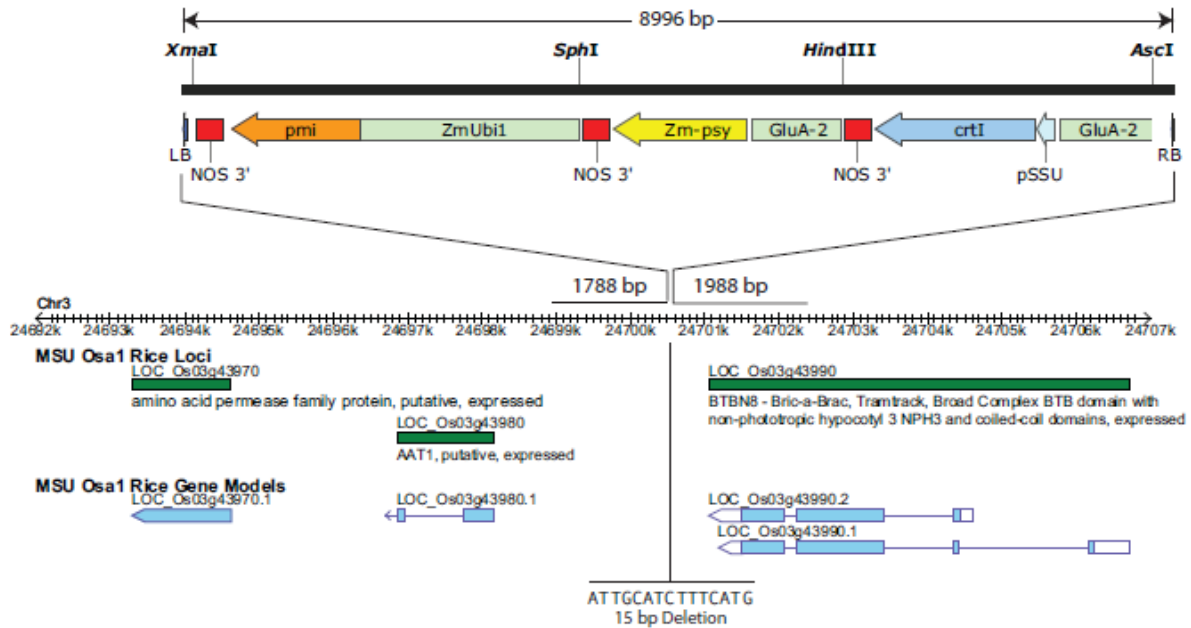 8996 bp
XmaI SphI HindIII AscI
pmi ZmUbi1 Zm-psy GluA-2 crtI GluA-2
LB RB
NOS 3' NOS 3' NOS 3' pSSU
1788 bp 1988 bp
Chr3
24692k 24693k 24694k 24695k 24696k 24697k 24698k 24699k 24700k 24701k 24702k 24703k 24704k 24705k 24706k 24707k
MSU Osa1 Rice Loci
LOC_Os03g43970 LOC_Os03g43990
amino acid permease family protein, putative, expressed
BTBN8 - Bric-a-Brac, Tramtrack, Broad Complex BTB domain with
non-phototropic hypocotyl 3 NPH3 and coiled-coil domains, expressed
LOC_Os03g43980
AAT1, putative, expressed
MSU Osa1 Rice Gene Models
LOC_Os03g43970.1 LOC_Os03g43980.1 LOC_Os03g43990.2
LOC_Os03g43990.1
ATTGCATCTTTCATG
15 bp Deletion